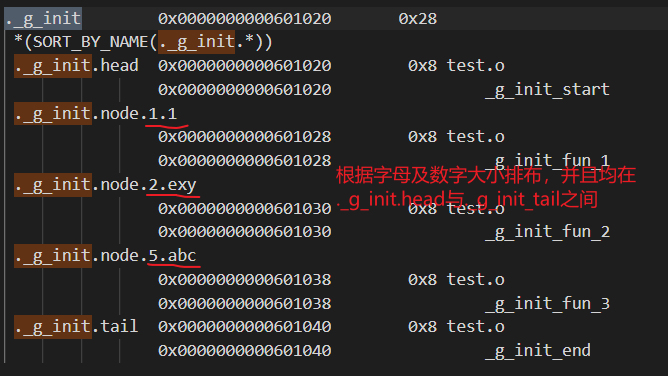 ._g_init 0x0000000000601020 0x28
*(SORT_BY_NAME(._g_init.*))
._g_init.head 0x0000000000601020 0x8 test.o
0x0000000000601020 _g_init_start
._g_init.node.1.1
0x0000000000601028 0x8 test.o
0x0000000000601028 _g_init_fun_1
._g_init.node.2.exy
根据字母及数字大小排布，并且均在
._g_init.head与._g_init_tail之间
0x0000000000601030 0x8 test.o
0x0000000000601030 _g_init_fun_2
._g_init.node.5.abc
0x0000000000601038 0x8 test.o
0x0000000000601038 _g_init_fun_3
._g_init.tail 0x0000000000601040 0x8 test.o
0x0000000000601040 _g_init_end